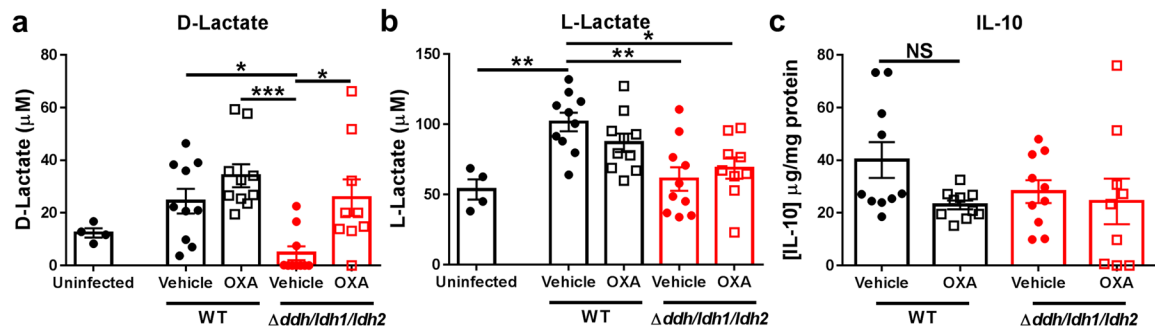 a
D-Lactate
D-Lactate (μM)
80
60
40
20
0
*
*
***
Uninfected
Vehicle
OXA
Vehicle
OXA
WT
Δddh/ldh1/ldh2
b
L-Lactate
L-Lactate (μM)
150
100
50
0
*
**
**
Uninfected
Vehicle
OXA
Vehicle
OXA
WT
Δddh/ldh1/ldh2
c
IL-10
[IL-10] μg/mg protein
80
60
40
20
0
NS
Vehicle
OXA
Vehicle
OXA
WT
Δddh/ldh1/ldh2